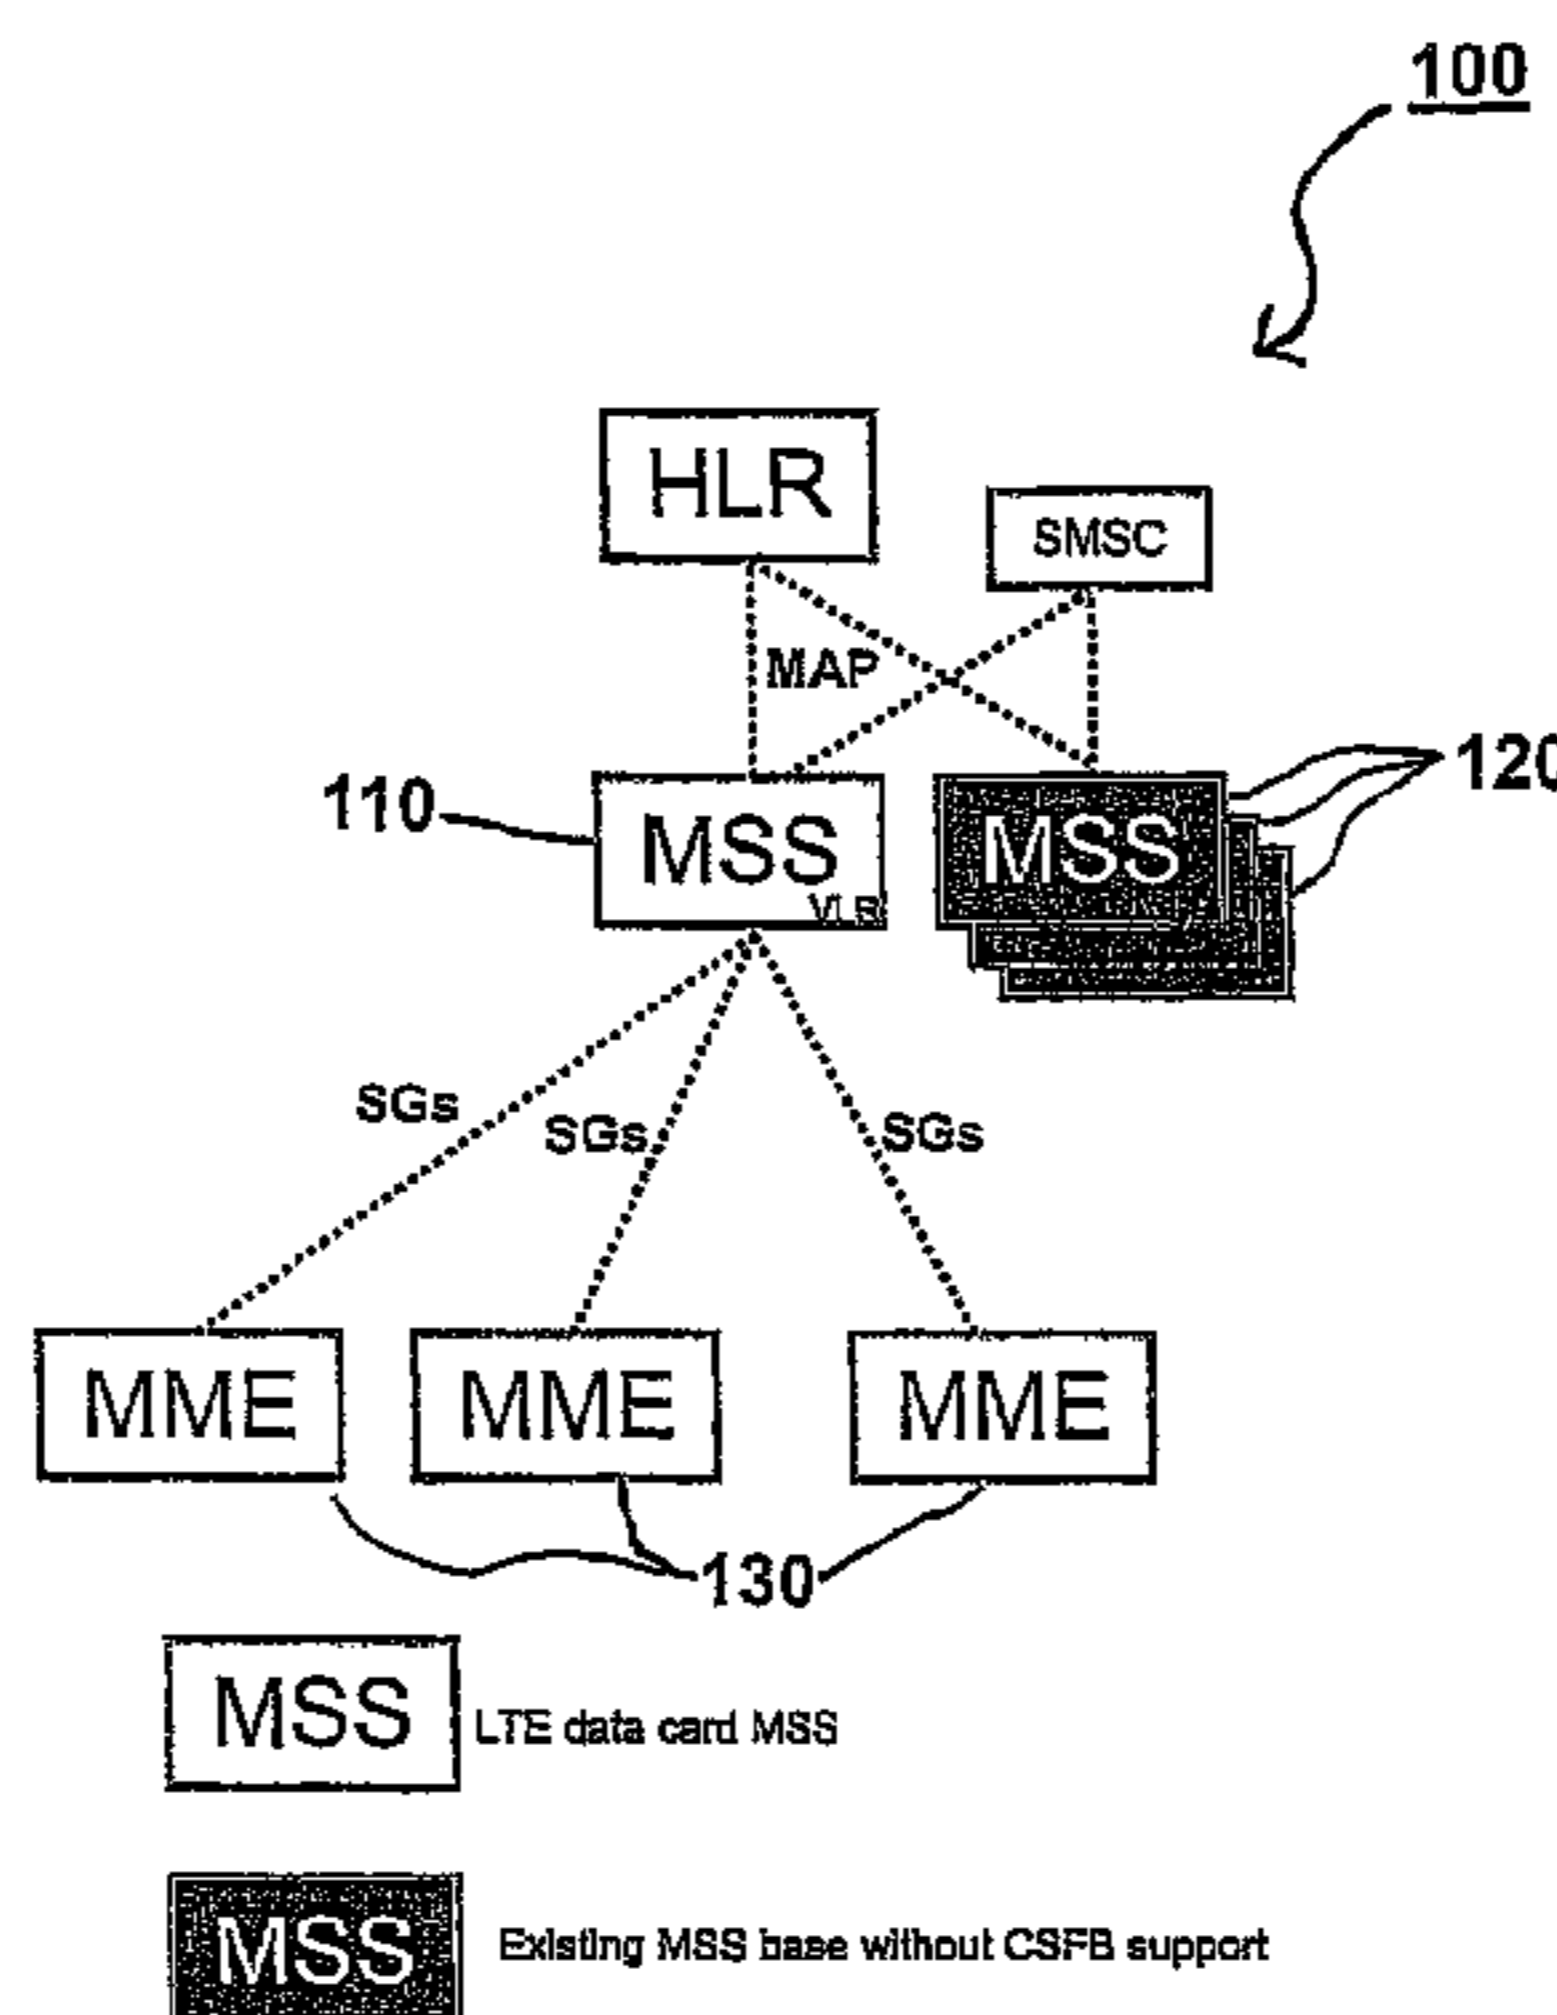 100
HLR
SMSC
MAP
110
MSS
VLR
MSS
120
SGs
SGs
SGs
MME
MME
MME
130
MSS
LTE data card MSS
MSS
Existing MSS base without CSFB support